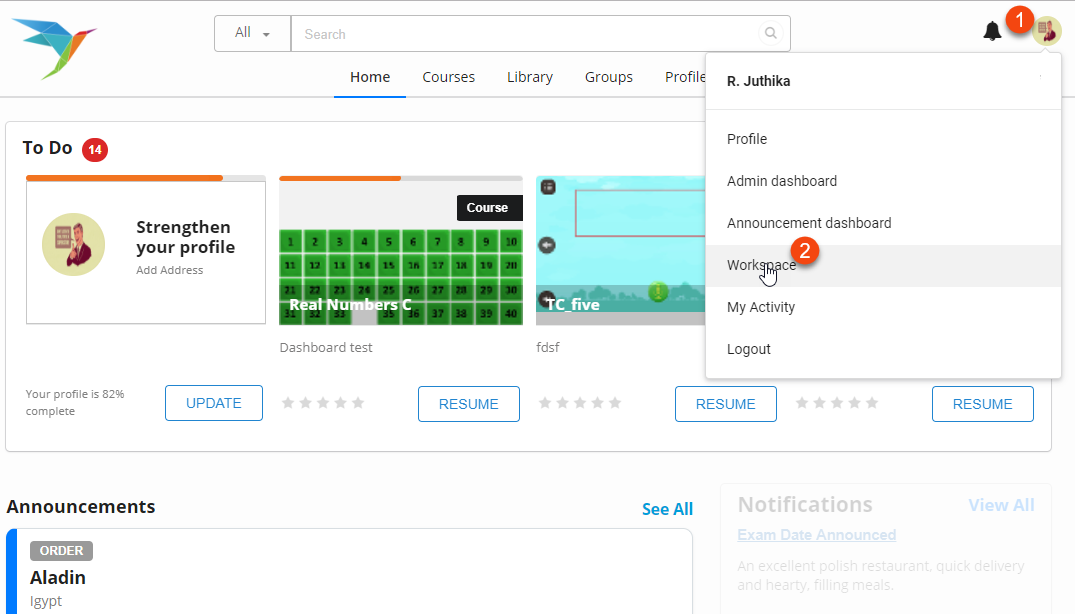 1
All
Search
Home Courses Library Groups Profile
R. Juthika
Profile
Admin dashboard
Announcement dashboard
Workspace
2
My Activity
Logout
To Do 14
Strengthen
your profile
Add Address
Your profile is 82%
complete
UPDATE
Course
1 2 3 4 5 6 7 8 9 10
11 12 13 14 15 16 17 18 19 20
21 22 23 24 25 26 27 28 29 30
31 32 33 35 36 37 38 39 40
Real Numbers C
Dashboard test
RESUME
TC_five
fdsf
RESUME
RESUME
Announcements
See All
ORDER
Aladin
Igypt
Notifications
View All
Exam Date Announced
An excellent polish restaurant, quick delivery
and hearty, filling meals.